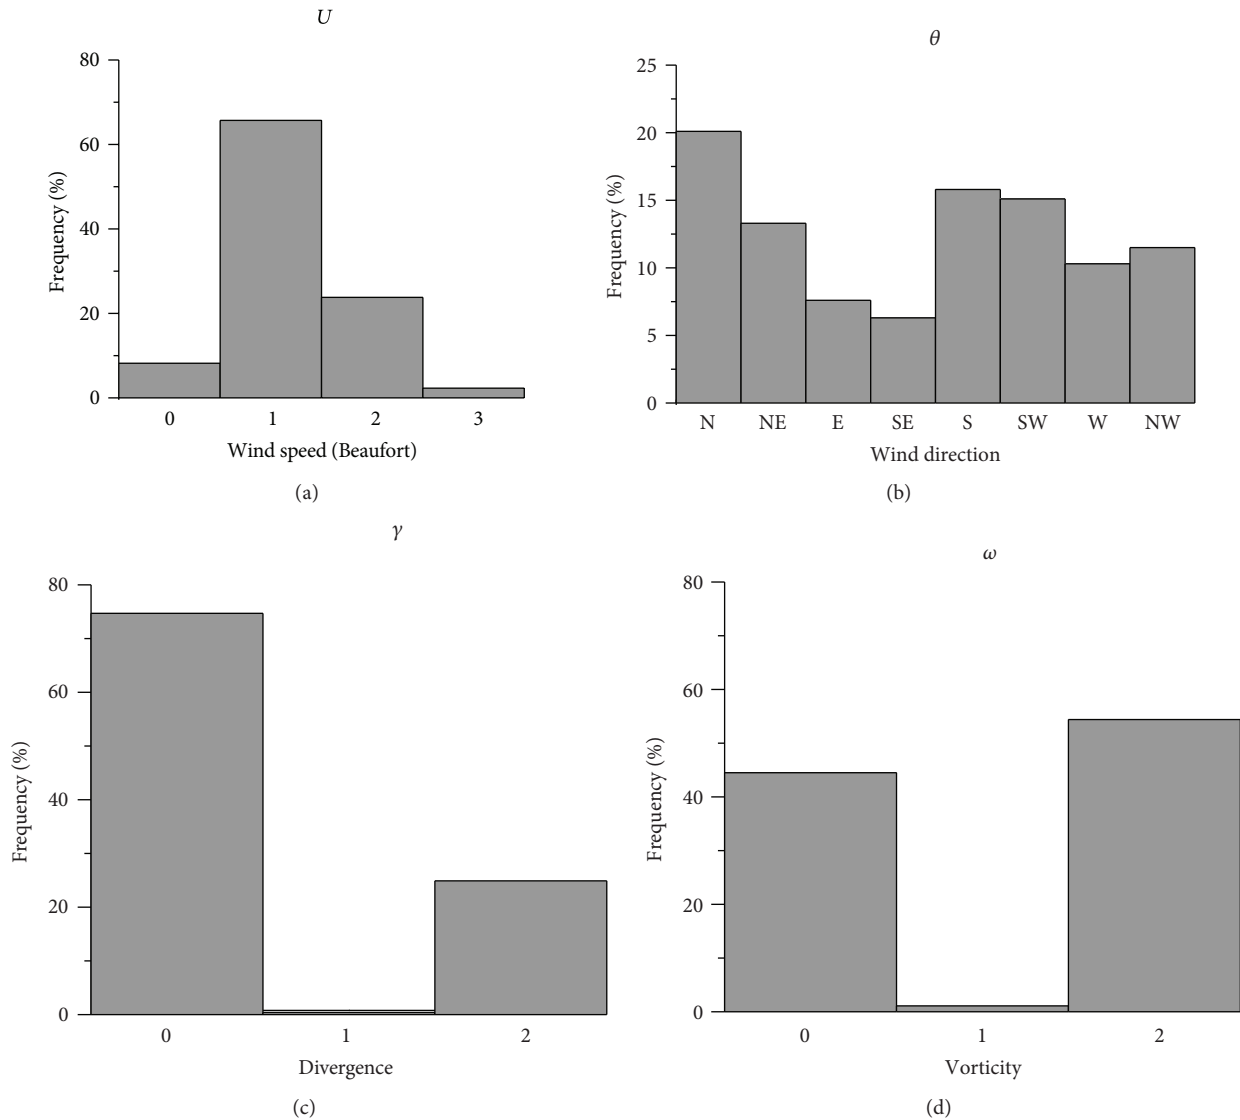 U
80
60
40
20
0
Frequency (%)
0 1 2 3
Wind speed (Beaufort)
(a)
θ
25
20
15
10
5
0
Frequency (%)
N NE E SE S SW W NW
Wind direction
(b)
γ
80
60
40
20
0
Frequency (%)
0 1 2
Divergence
(c)
ω
80
60
40
20
0
Frequency (%)
0 1 2
Vorticity
(d)